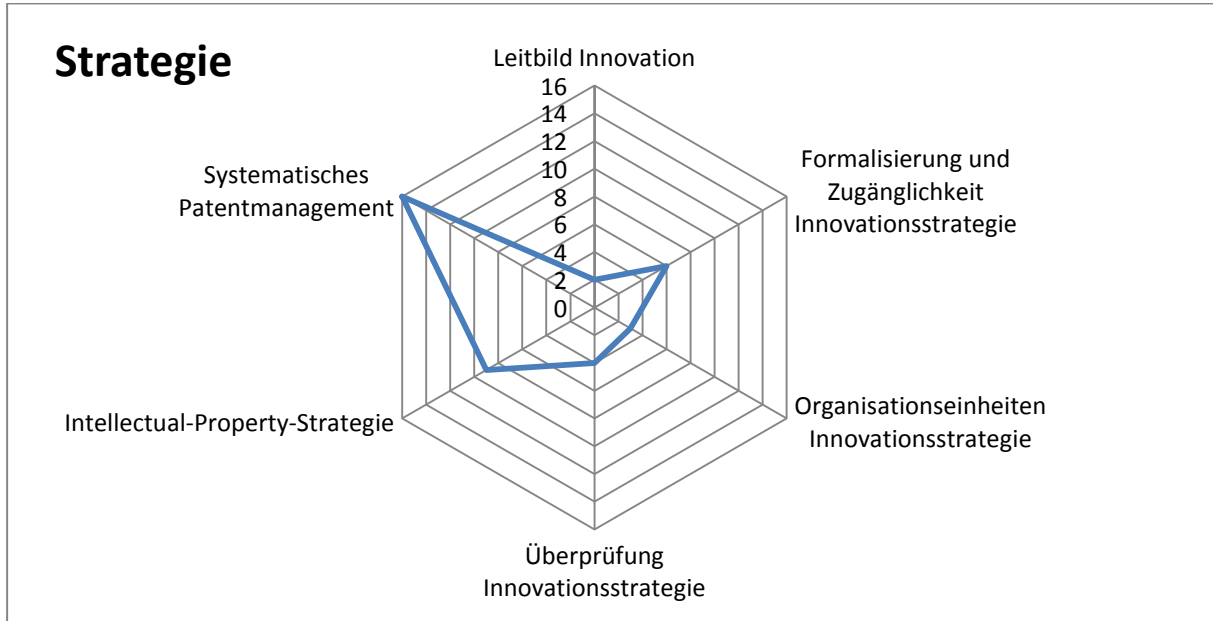 Strategie
Leitbild Innovation
16
14
12
10
8
6
4
2
0
Formalisierung und
Zugänglichkeit
Innovationsstrategie
Organisationseinheiten
Innovationsstrategie
Überprüfung
Innovationsstrategie
Intellectual-Property-Strategie
Systematisches
Patentmanagement